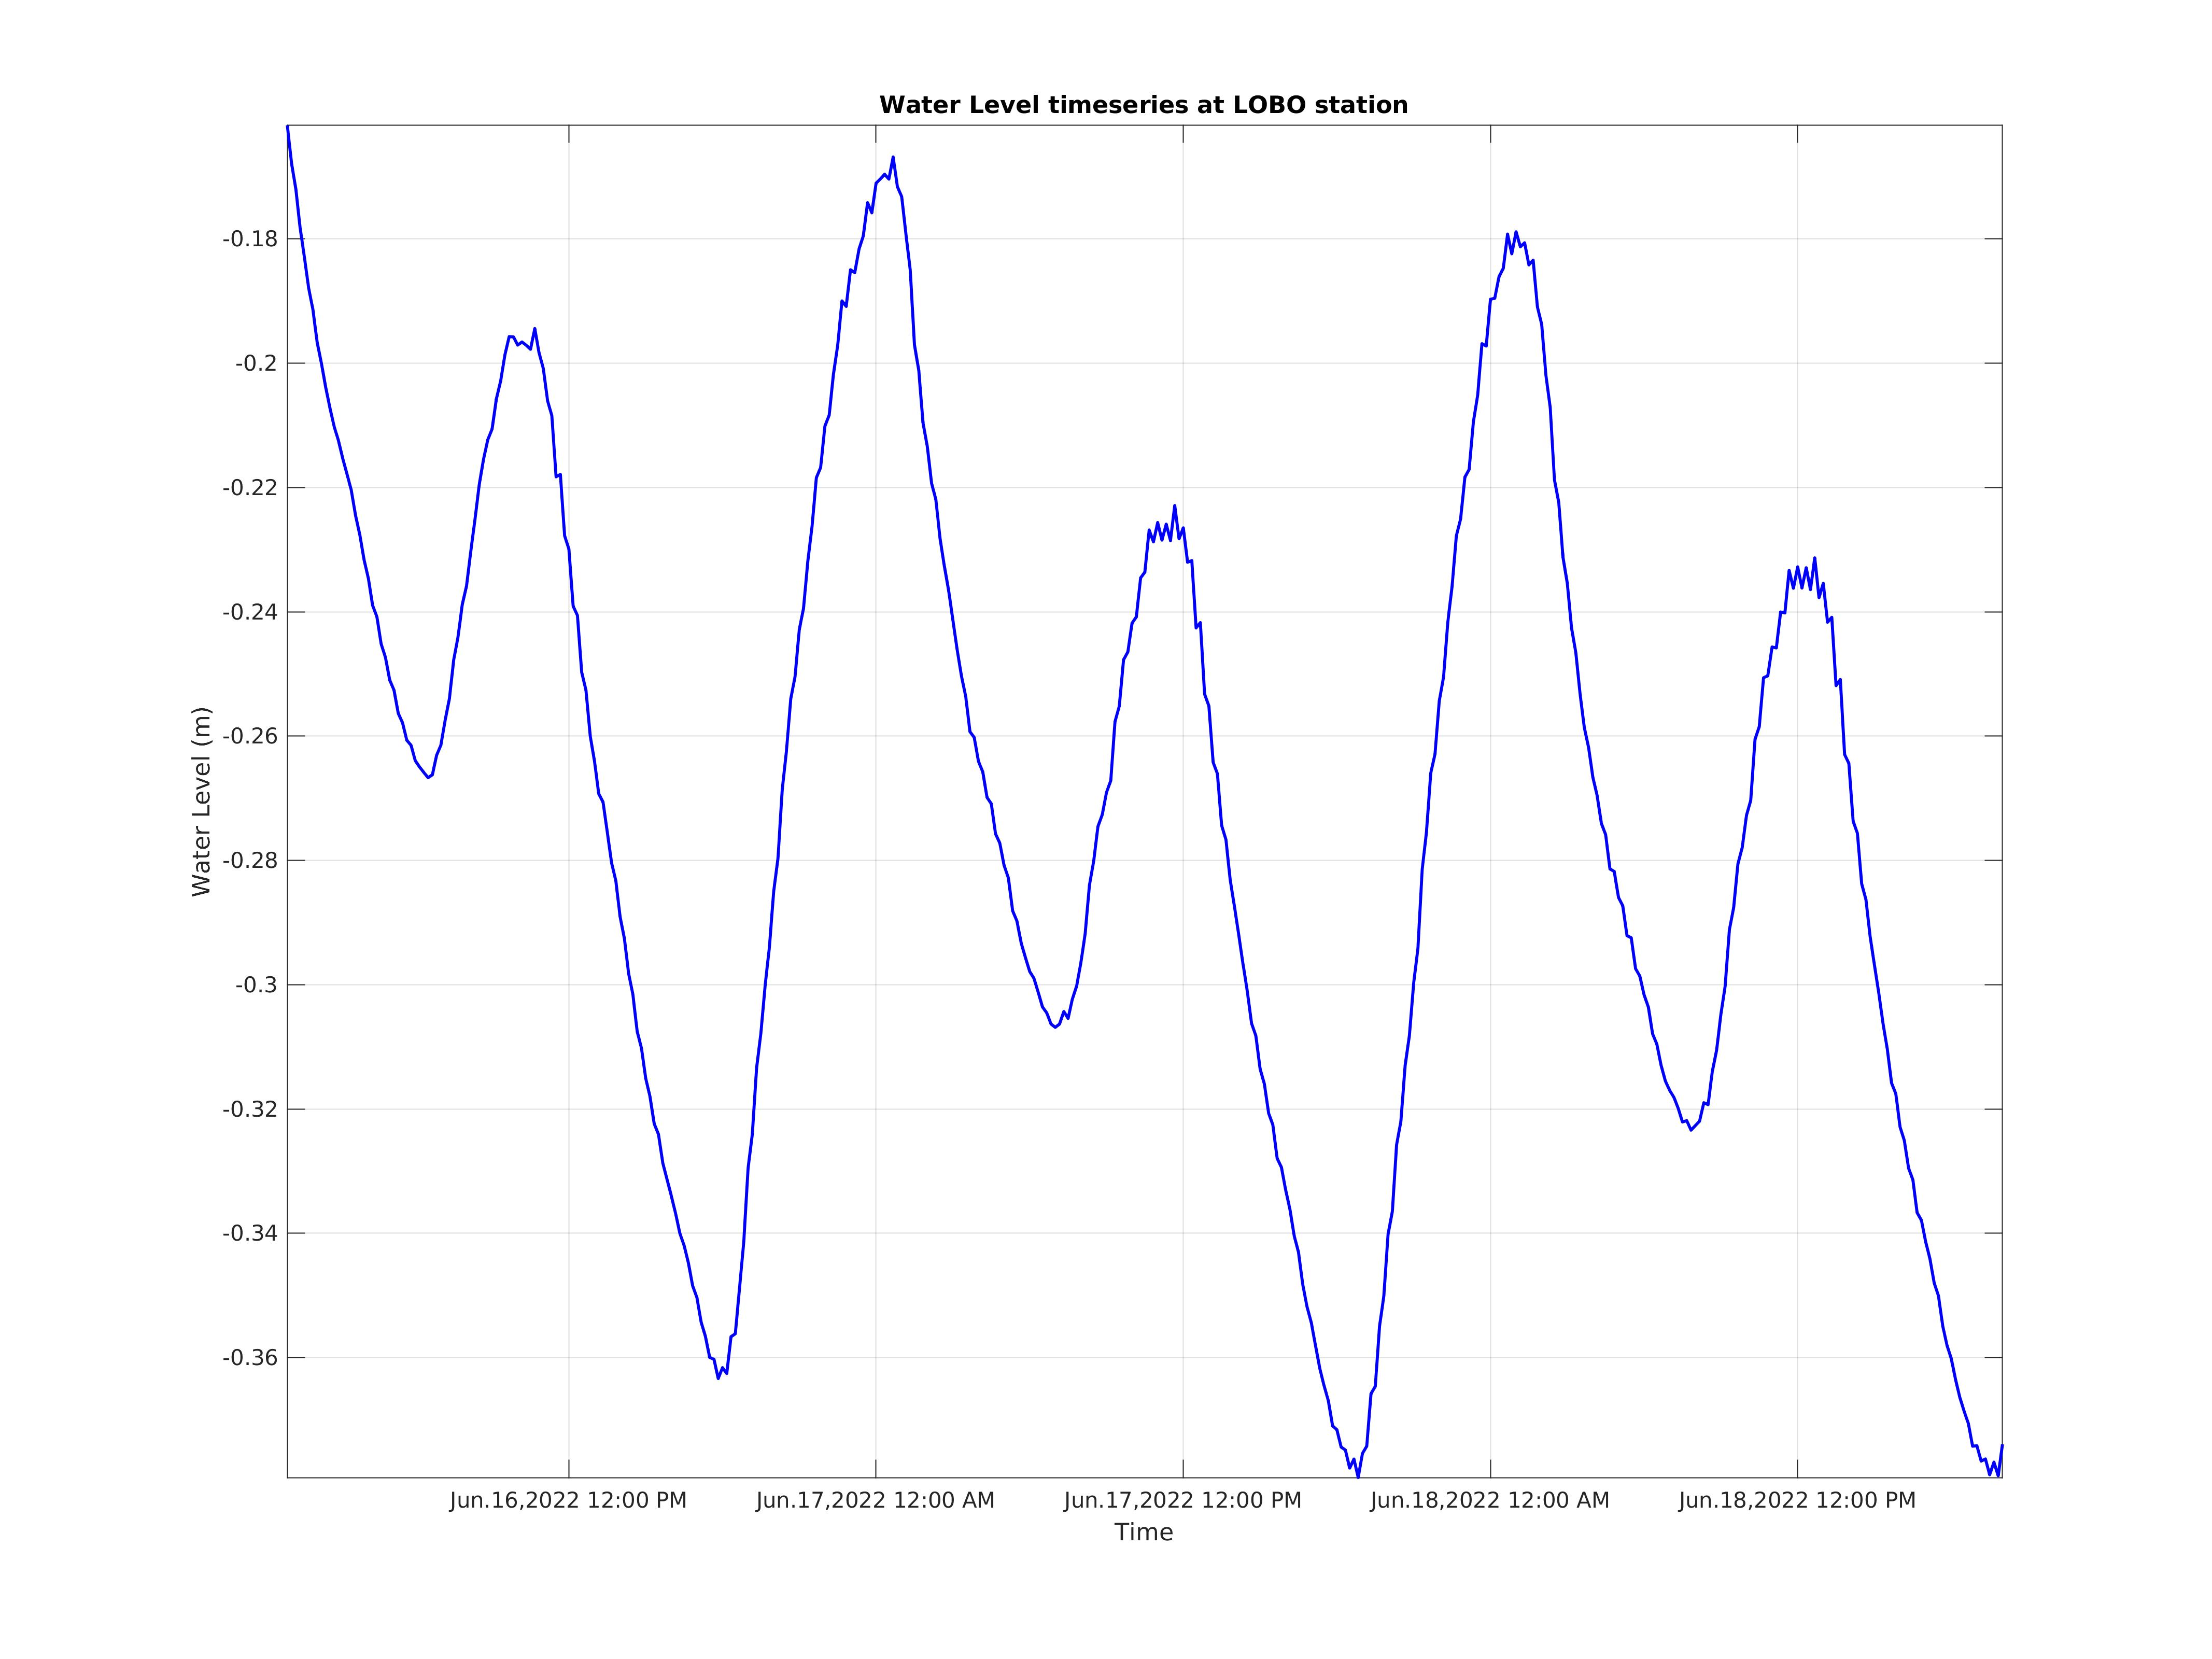 Water Level timeseries at LOBO station
-0.18
-0.2
-0.22
-0.24
-0.26
-0.28
-0.3
-0.32
-0.34
-0.36
Water Level (m)
Jun.16,2022 12:00 PM
Jun.17,2022 12:00 AM
Jun.17,2022 12:00 PM
Jun.18,2022 12:00 AM
Jun.18,2022 12:00 PM
Time